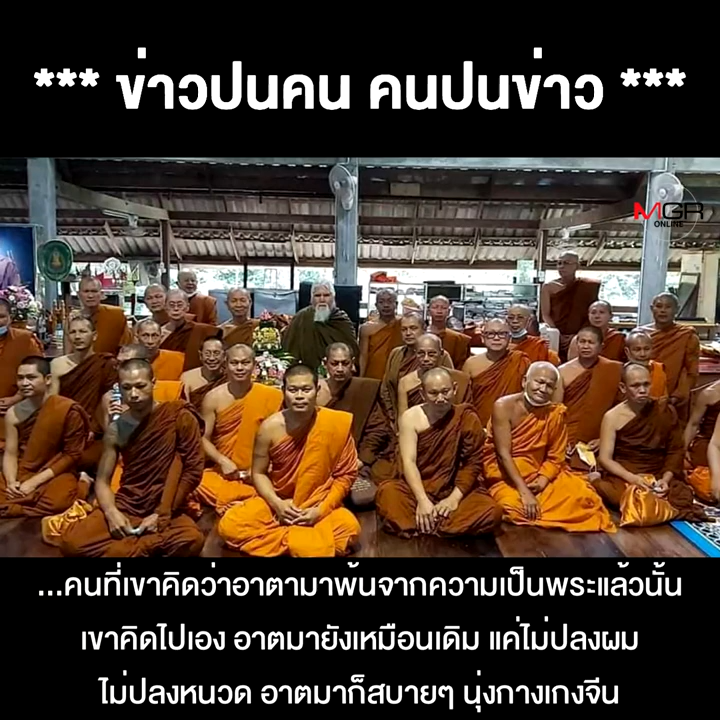 *** ข่าวปนคน คนปนข่าว ***
MGR
ONLINE
...คนที่เขาคิดว่าอาตามาพ้นจากความเป็นพระแล้วนั้น
เขาคิดไปเอง อาตมายังเหมือนเดิม แค่ไม่ปลงผม
ไม่ปลงหนวด อาตมาก็สบายๆ นุ่งกางเกงจีน